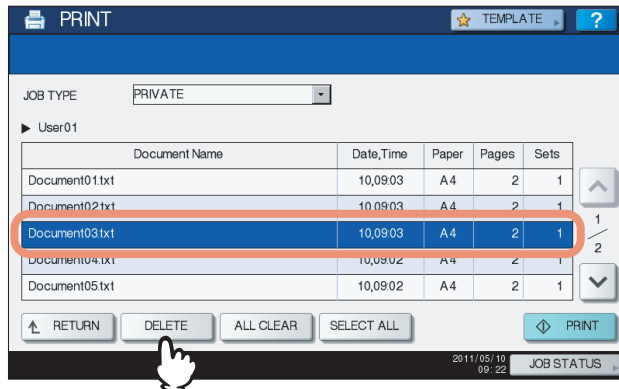 PRINT TEMPLATE ?
JOB TYPE PRIVATE
User01
Document Name Date,Time Paper Pages Sets
Document01.txt 10,09:03 A4 2 1
Document02.txt 10,09:03 A4 2 1
Document03.txt 10,09:03 A4 2 1
Document04.txt 10,09:02 A4 2 1
Document05.txt 10,09:02 A4 2 1
1
2
RETURN DELETE ALL CLEAR SELECT ALL PRINT
2011/05/10
09:22 JOB STATUS